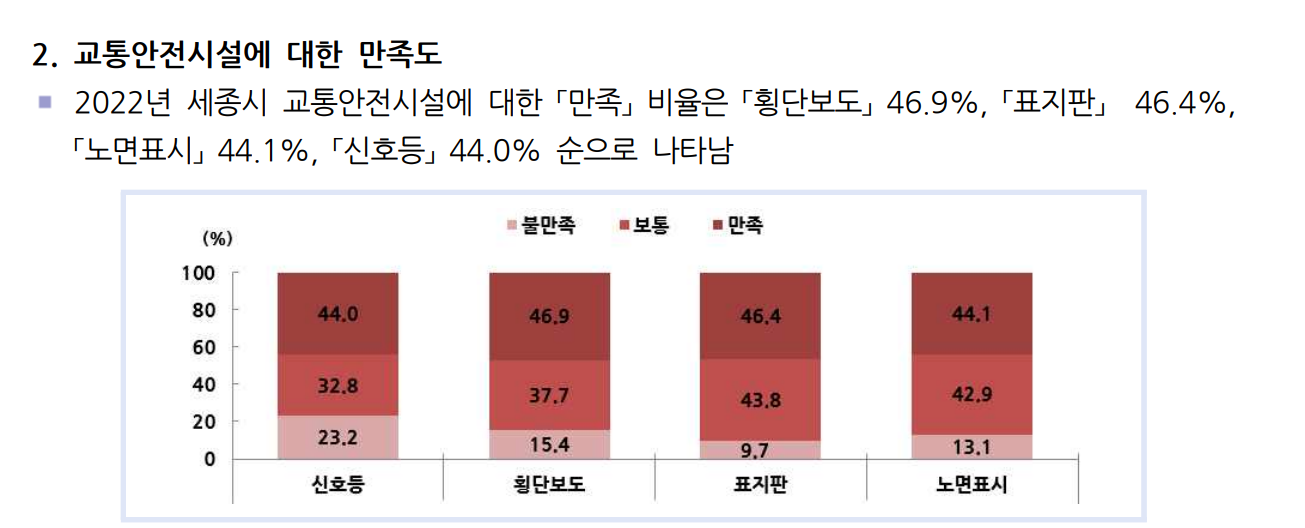 2. 교통안전시설에 대한 만족도
■ 2022년 세종시 교통안전시설에 대한 「만족」 비율은 「횡단보도」 46.9%, 「표지판」 46.4%,
「노면표시」 44.1%, 「신호등」 44.0% 순으로 나타남
불만족 보통 만족
(%)
100
44.0 46.9 46.4 44.1
80
60
32.8 37.7 43.8 42.9
40
20
23.2 15.4 9.7 13.1
0
신호등 횡단보도 표지판 노면표시